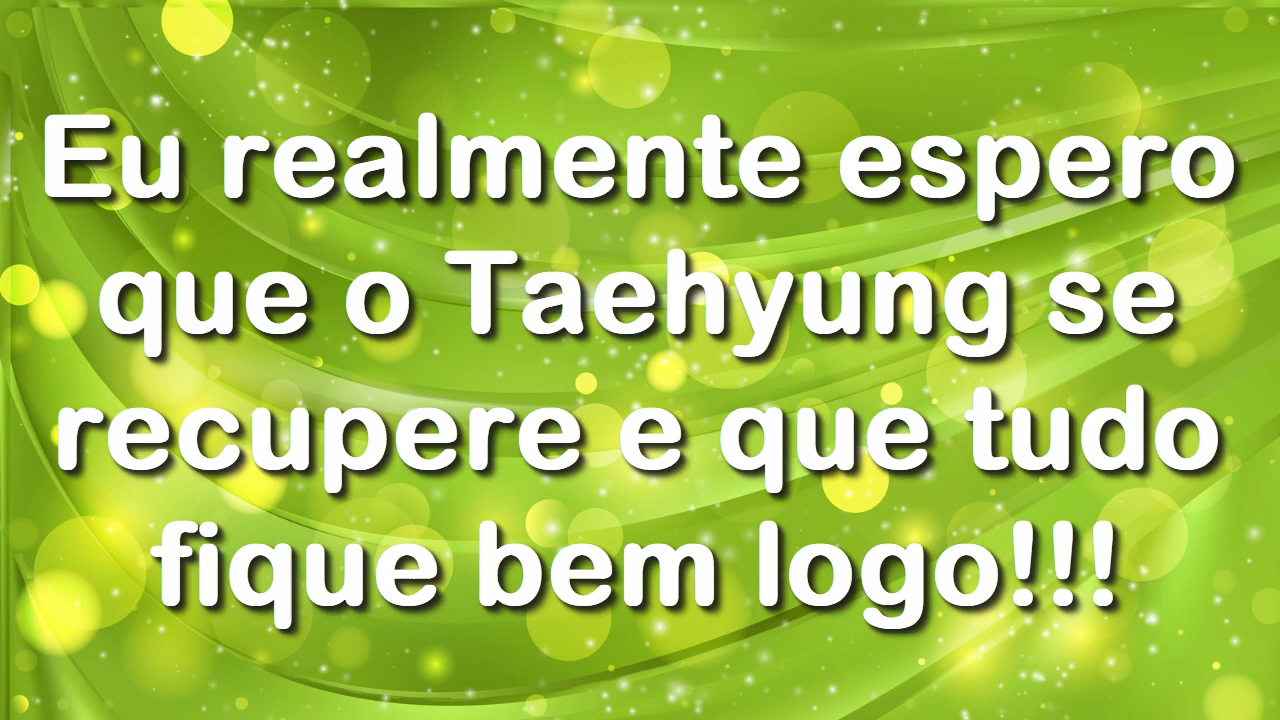 Eu realmente espero
que o Taehyung se
recupere e que tudo
fique bem logo!!!